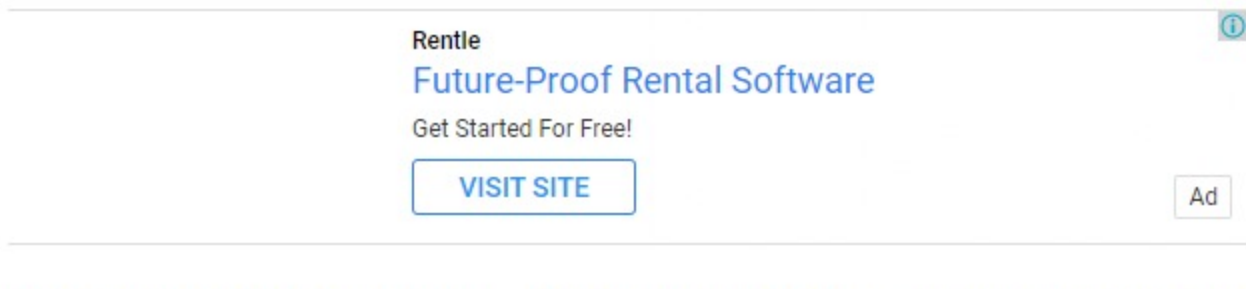 Rentle
Future-Proof Rental Software
Get Started For Free!
VISIT SITE
Ad